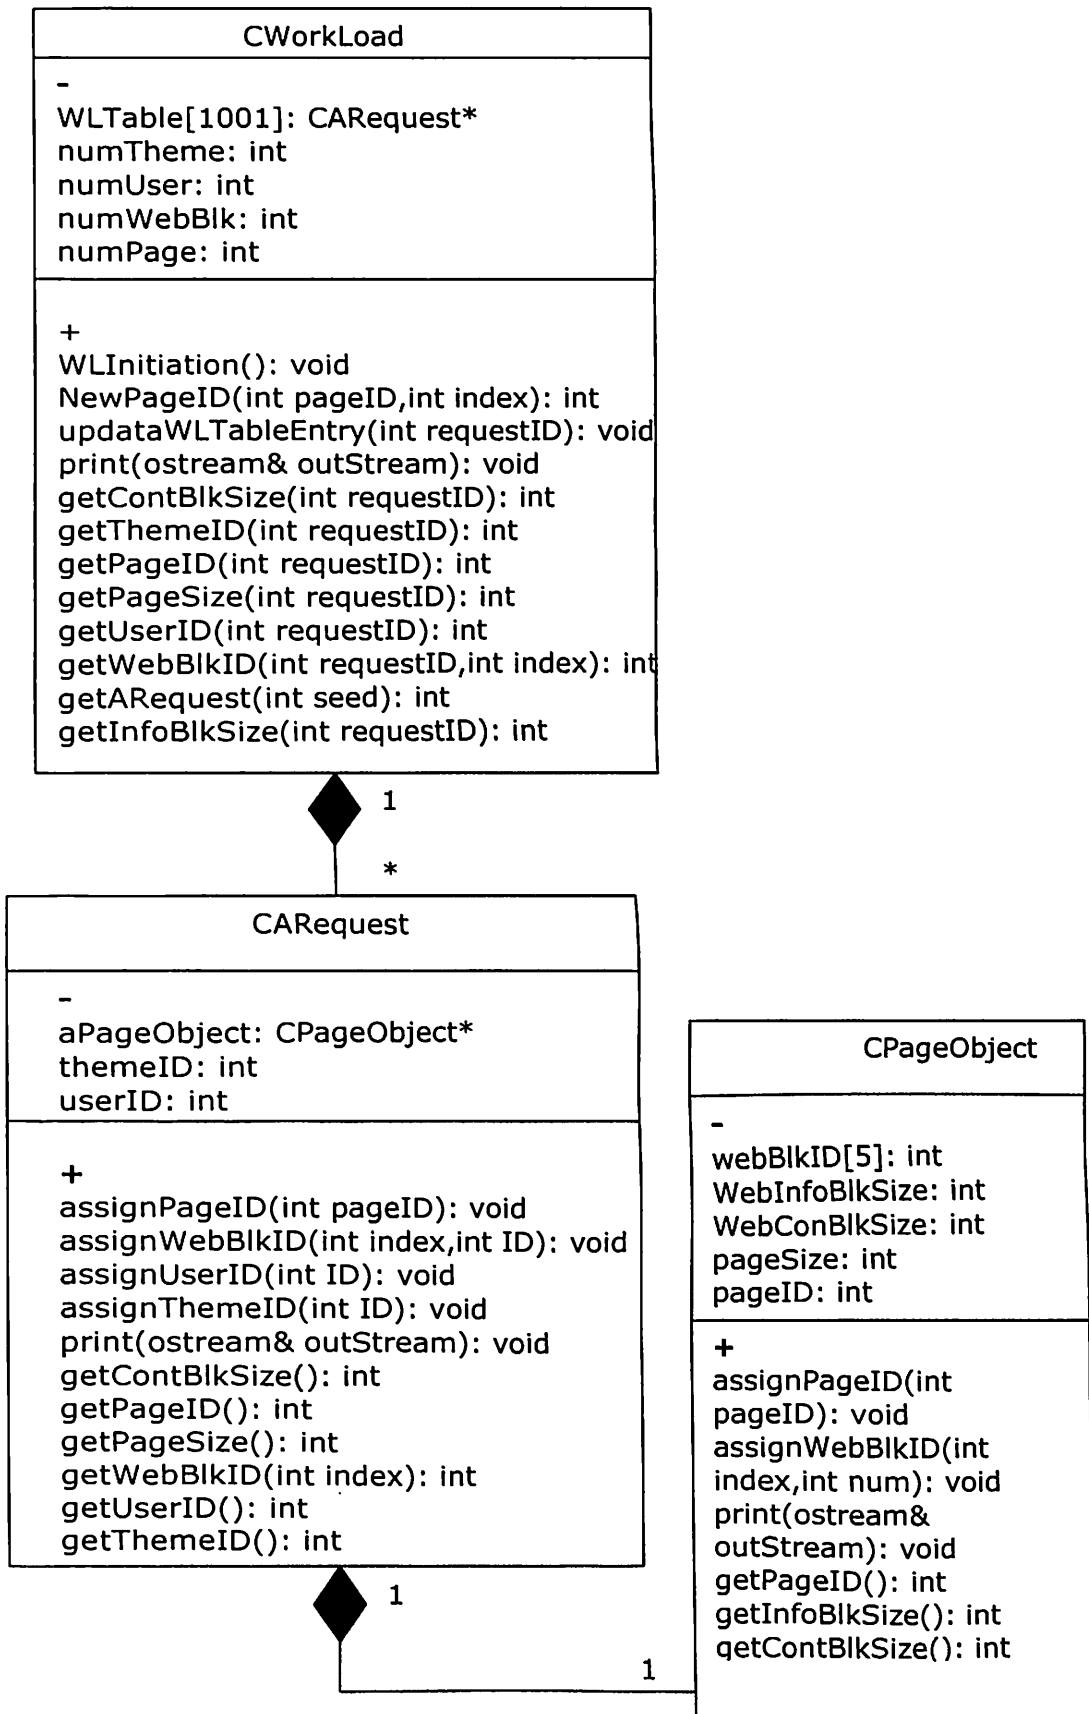 CWorkLoad
-
WLTable[1001]: CARequest*
numTheme: int
numUser: int
numWebBlk: int
numPage: int
+
WLInitiation(): void
NewPageID(int pageID,int index): int
updataWLTableEntry(int requestID): void
print(ostream& outStream): void
getContBlkSize(int requestID): int
getThemeID(int requestID): int
getPageID(int requestID): int
getPageSize(int requestID): int
getUserID(int requestID): int
getWebBlkID(int requestID,int index): int
getARequest(int seed): int
getInfoBlkSize(int requestID): int
1
*
CARequest
-
aPageObject: CPageObject*
themeID: int
userID: int
+
assignPageID(int pageID): void
assignWebBlkID(int index,int ID): void
assignUserID(int ID): void
assignThemeID(int ID): void
print(ostream& outStream): void
getContBlkSize(): int
getPageID(): int
getPageSize(): int
getWebBlkID(int index): int
getUserID(): int
getThemeID(): int
1
1
CPageObject
-
webBlkID[5]: int
WebInfoBlkSize: int
WebConBlkSize: int
pageSize: int
pageID: int
+
assignPageID(int
pageID): void
assignWebBlkID(int
index,int num): void
print(ostream&
outStream): void
getPageID(): int
getInfoBlkSize(): int
getContBlkSize(): int